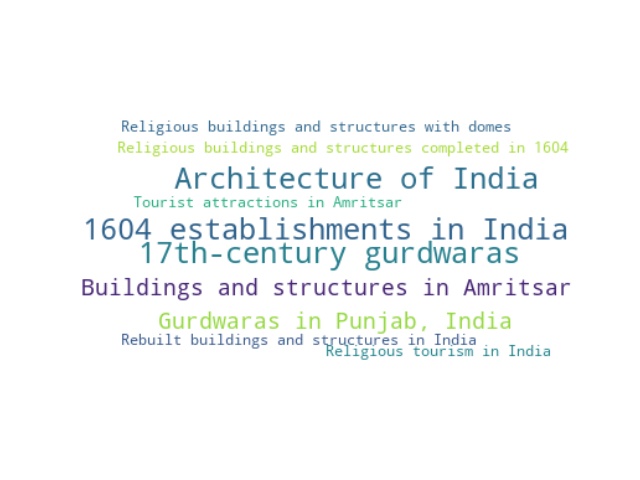 Religious buildings and structures with domes
Religious buildings and structures completed in 1604
Architecture of India
Tourist attractions in Amritsar
1604 establishments in India
17th-century gurdwaras
Buildings and structures in Amritsar
Gurdwaras in Punjab, India
Rebuilt buildings and structures in India
Religious tourism in India